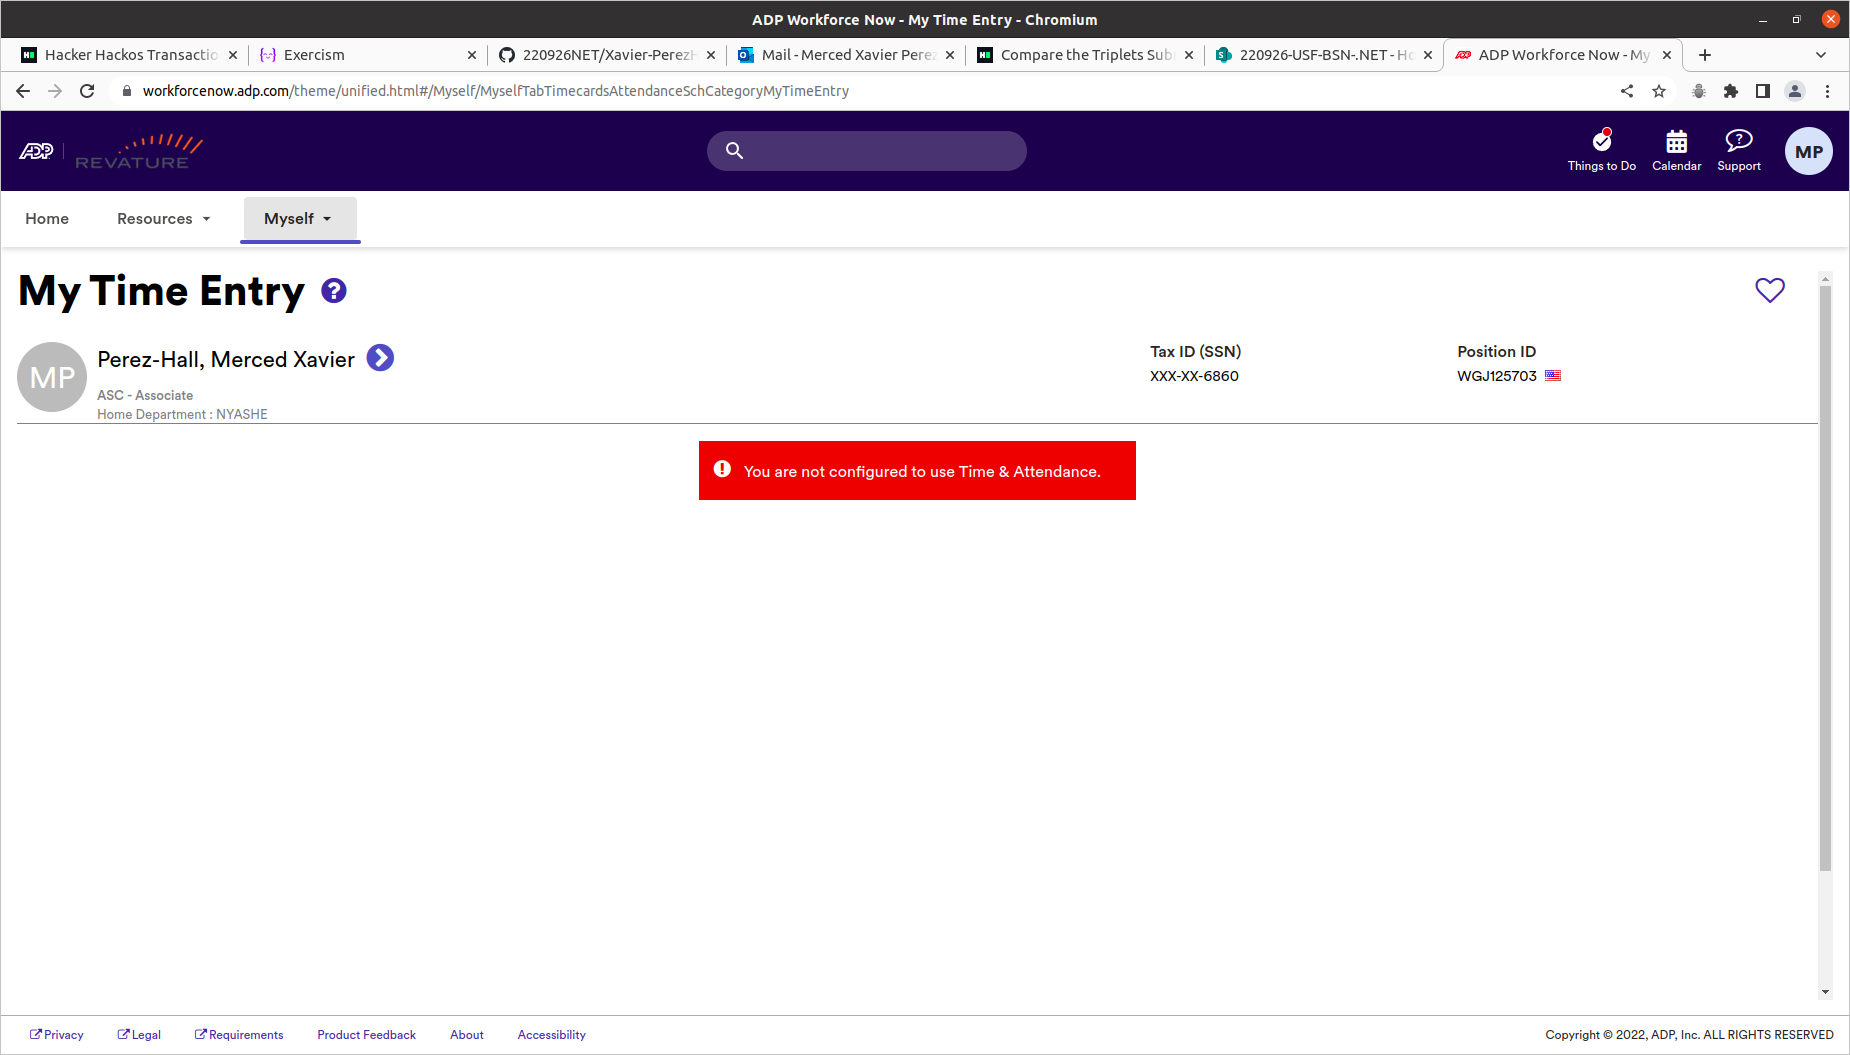 ADP Workforce Now - My Time Entry - Chromium
Hacker Hackos Transactio
Exercism
220926NET/Xavier-PerezH
Mail - Merced Xavier Perez
Compare the Triplets Sub
220926-USF-BSN-.NET - Ho
ADP Workforce Now - My
workforcenow.adp.com/theme/unified.html#/Myself/MyselfTabTimecardsAttendanceSchCategoryMyTimeEntry
ADP
REVATURE
Things to Do
Calendar
Support
MP
Home
Resources
Myself
My Time Entry
MP
Perez-Hall, Merced Xavier
ASC - Associate
Home Department : NYASHE
Tax ID (SSN)
XXX-XX-6860
Position ID
WGJ125703
You are not configured to use Time & Attendance.
Privacy
Legal
Requirements
Product Feedback
About
Accessibility
Copyright © 2022, ADP, Inc. ALL RIGHTS RESERVED